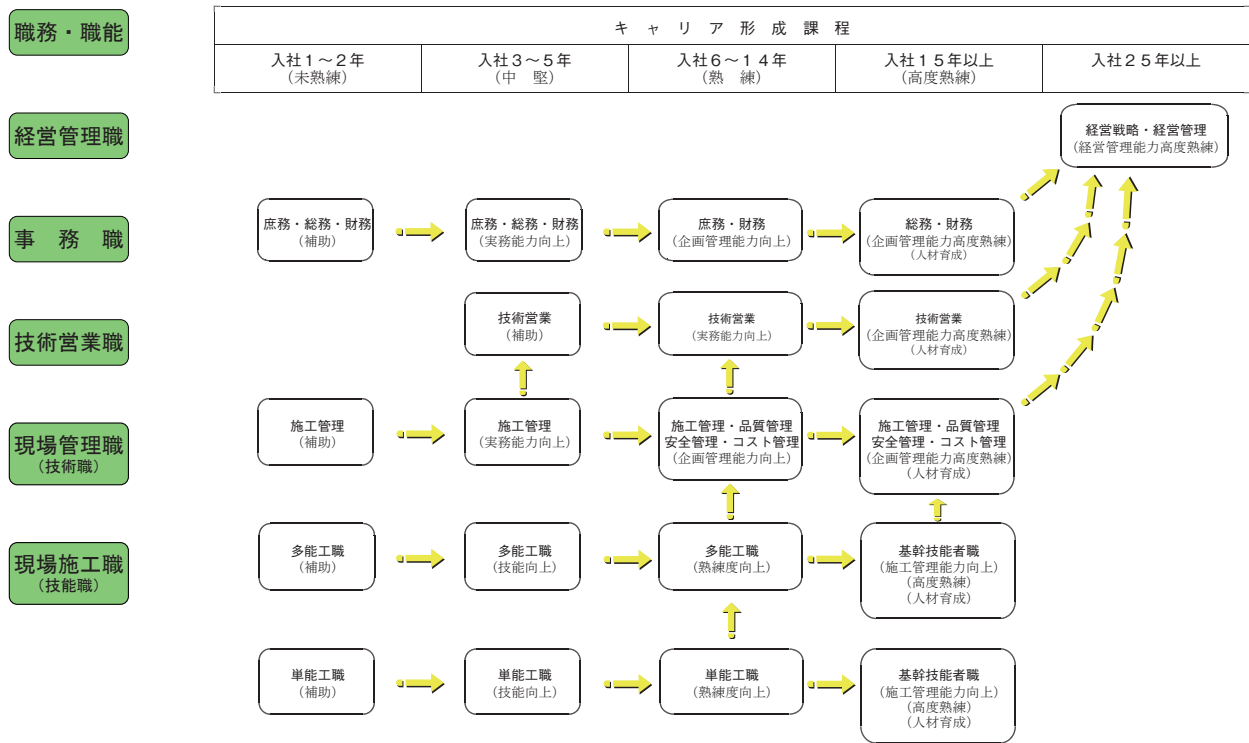 職務・職能
キャリア形成課程
入社1～2年
(未熟練)
入社3～5年
(中　堅)
入社6～14年
(熟　練)
入社15年以上
(高度熟練)
入社25年以上
経営管理職
経営戦略・経営管理
(経営管理能力高度熟練)
事　務　職
庶務・総務・財務
(補助)
庶務・総務・財務
(実務能力向上)
庶務・財務
(企画管理能力向上)
総務・財務
(企画管理能力高度熟練)
(人材育成)
技術営業職
技術営業
(補助)
技術営業
(実務能力向上)
技術営業
(企画管理能力高度熟練)
(人材育成)
現場管理職
(技術職)
施工管理
(補助)
施工管理
(実務能力向上)
施工管理・品質管理
安全管理・コスト管理
(企画管理能力向上)
施工管理・品質管理
安全管理・コスト管理
(企画管理能力高度熟練)
(人材育成)
現場施工職
(技能職)
多能工職
(補助)
多能工職
(技能向上)
多能工職
(熟練度向上)
基幹技能者職
(施工管理能力向上)
(高度熟練)
(人材育成)
単能工職
(補助)
単能工職
(技能向上)
単能工職
(熟練度向上)
基幹技能者職
(施工管理能力向上)
(高度熟練)
(人材育成)